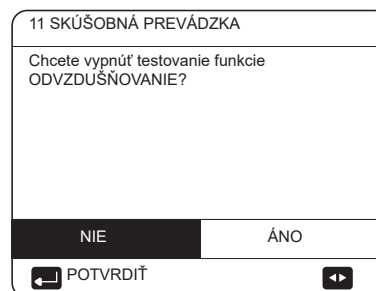 11 SKÚŠOBNÁ PREVÁDZKA
Chcete vypnúť testovanie funkcie
ODVZDUŠŇOVANIE?
NIE ÁNO
POTVRDIŤ